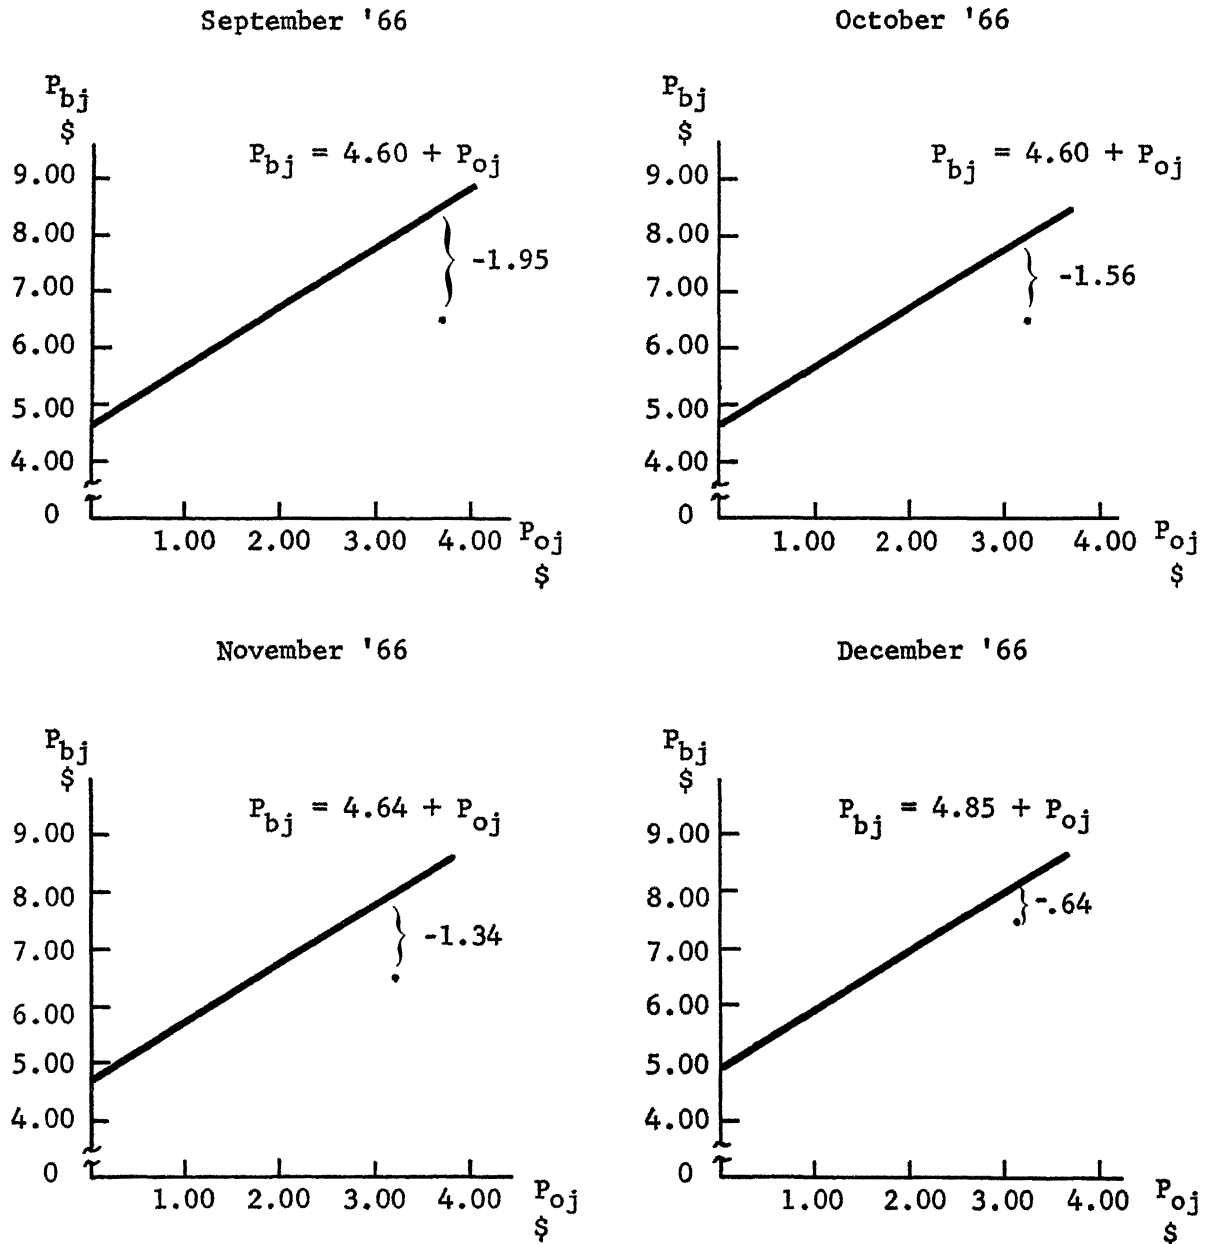 September '66
P_bj
$
P_bj = 4.60 + P_oj
9.00
8.00
-1.95
7.00
6.00
5.00
4.00
0
1.00 2.00 3.00 4.00 P_oj
$
October '66
P_bj
$
P_bj = 4.60 + P_oj
9.00
8.00
-1.56
7.00
6.00
5.00
4.00
0
1.00 2.00 3.00 4.00 P_oj
$
November '66
P_bj
$
P_bj = 4.64 + P_oj
9.00
8.00
-1.34
7.00
6.00
5.00
4.00
0
1.00 2.00 3.00 4.00 P_oj
$
December '66
P_bj
$
P_bj = 4.85 + P_oj
9.00
8.00
-.64
7.00
6.00
5.00
4.00
0
1.00 2.00 3.00 4.00 P_oj
$